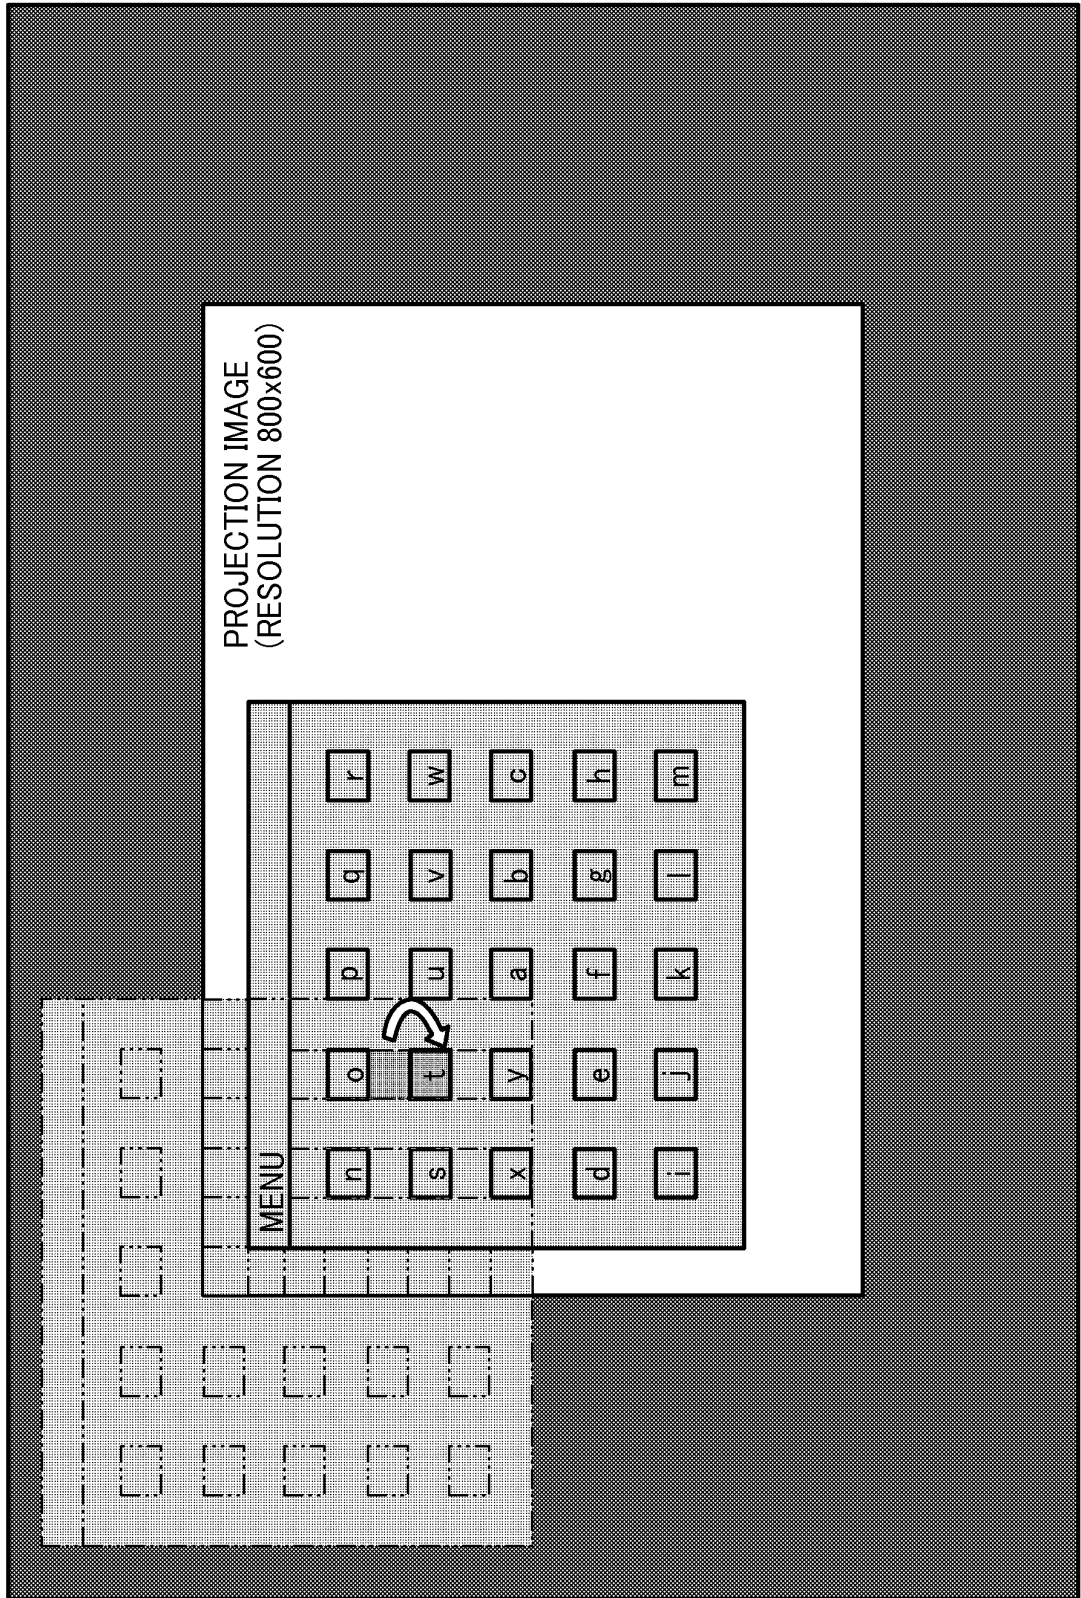 PROJECTION IMAGE
(RESOLUTION 800x600)
MENU
n o p q r
s t u v w
x y a b c
d e f g h
i j k l m